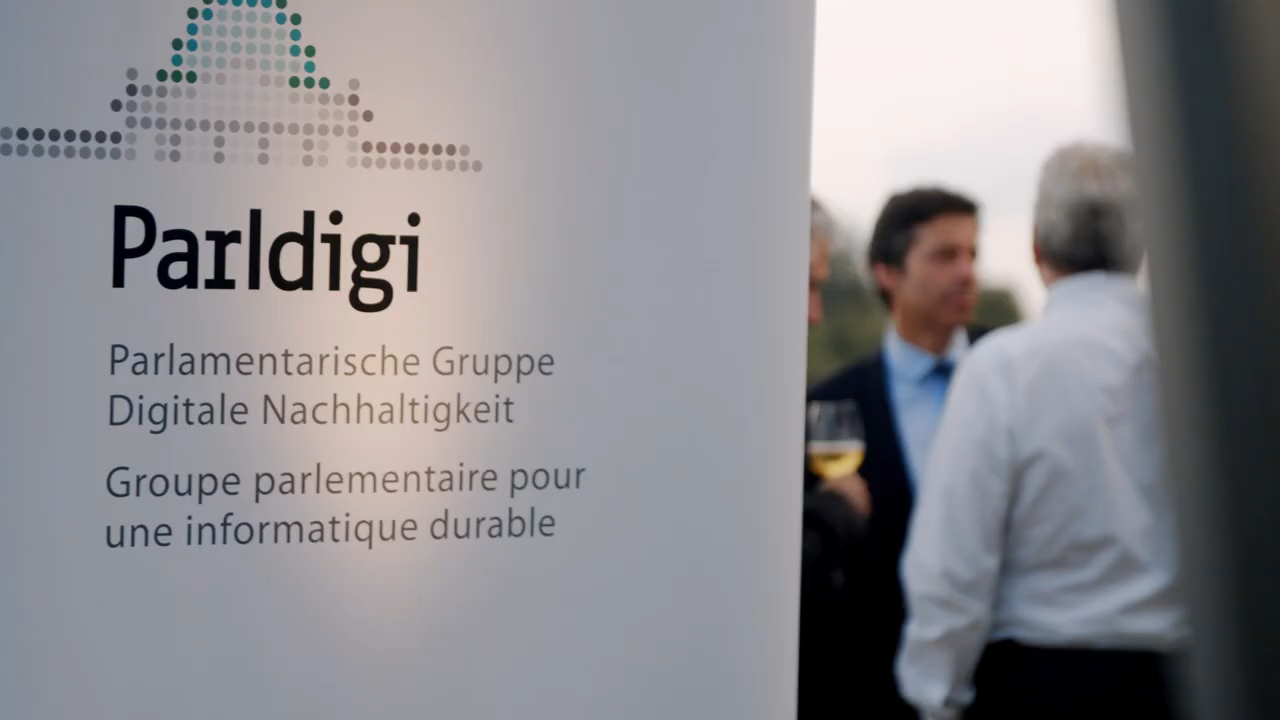 Parldigi
Parlamentarische Gruppe
Digitale Nachhaltigkeit
Groupe parlementaire pour
une informatique durable